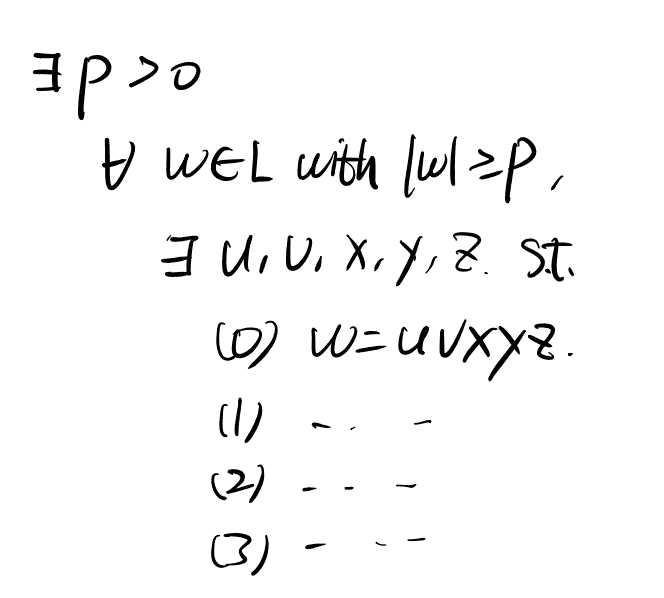 ∃ p > 0
∀ w∈L with |w| ≥ p,
∃ u, v, x, y, z. s.t.
(0) w = uvxyz.
(1) - - -
(2) - - -
(3) - - -